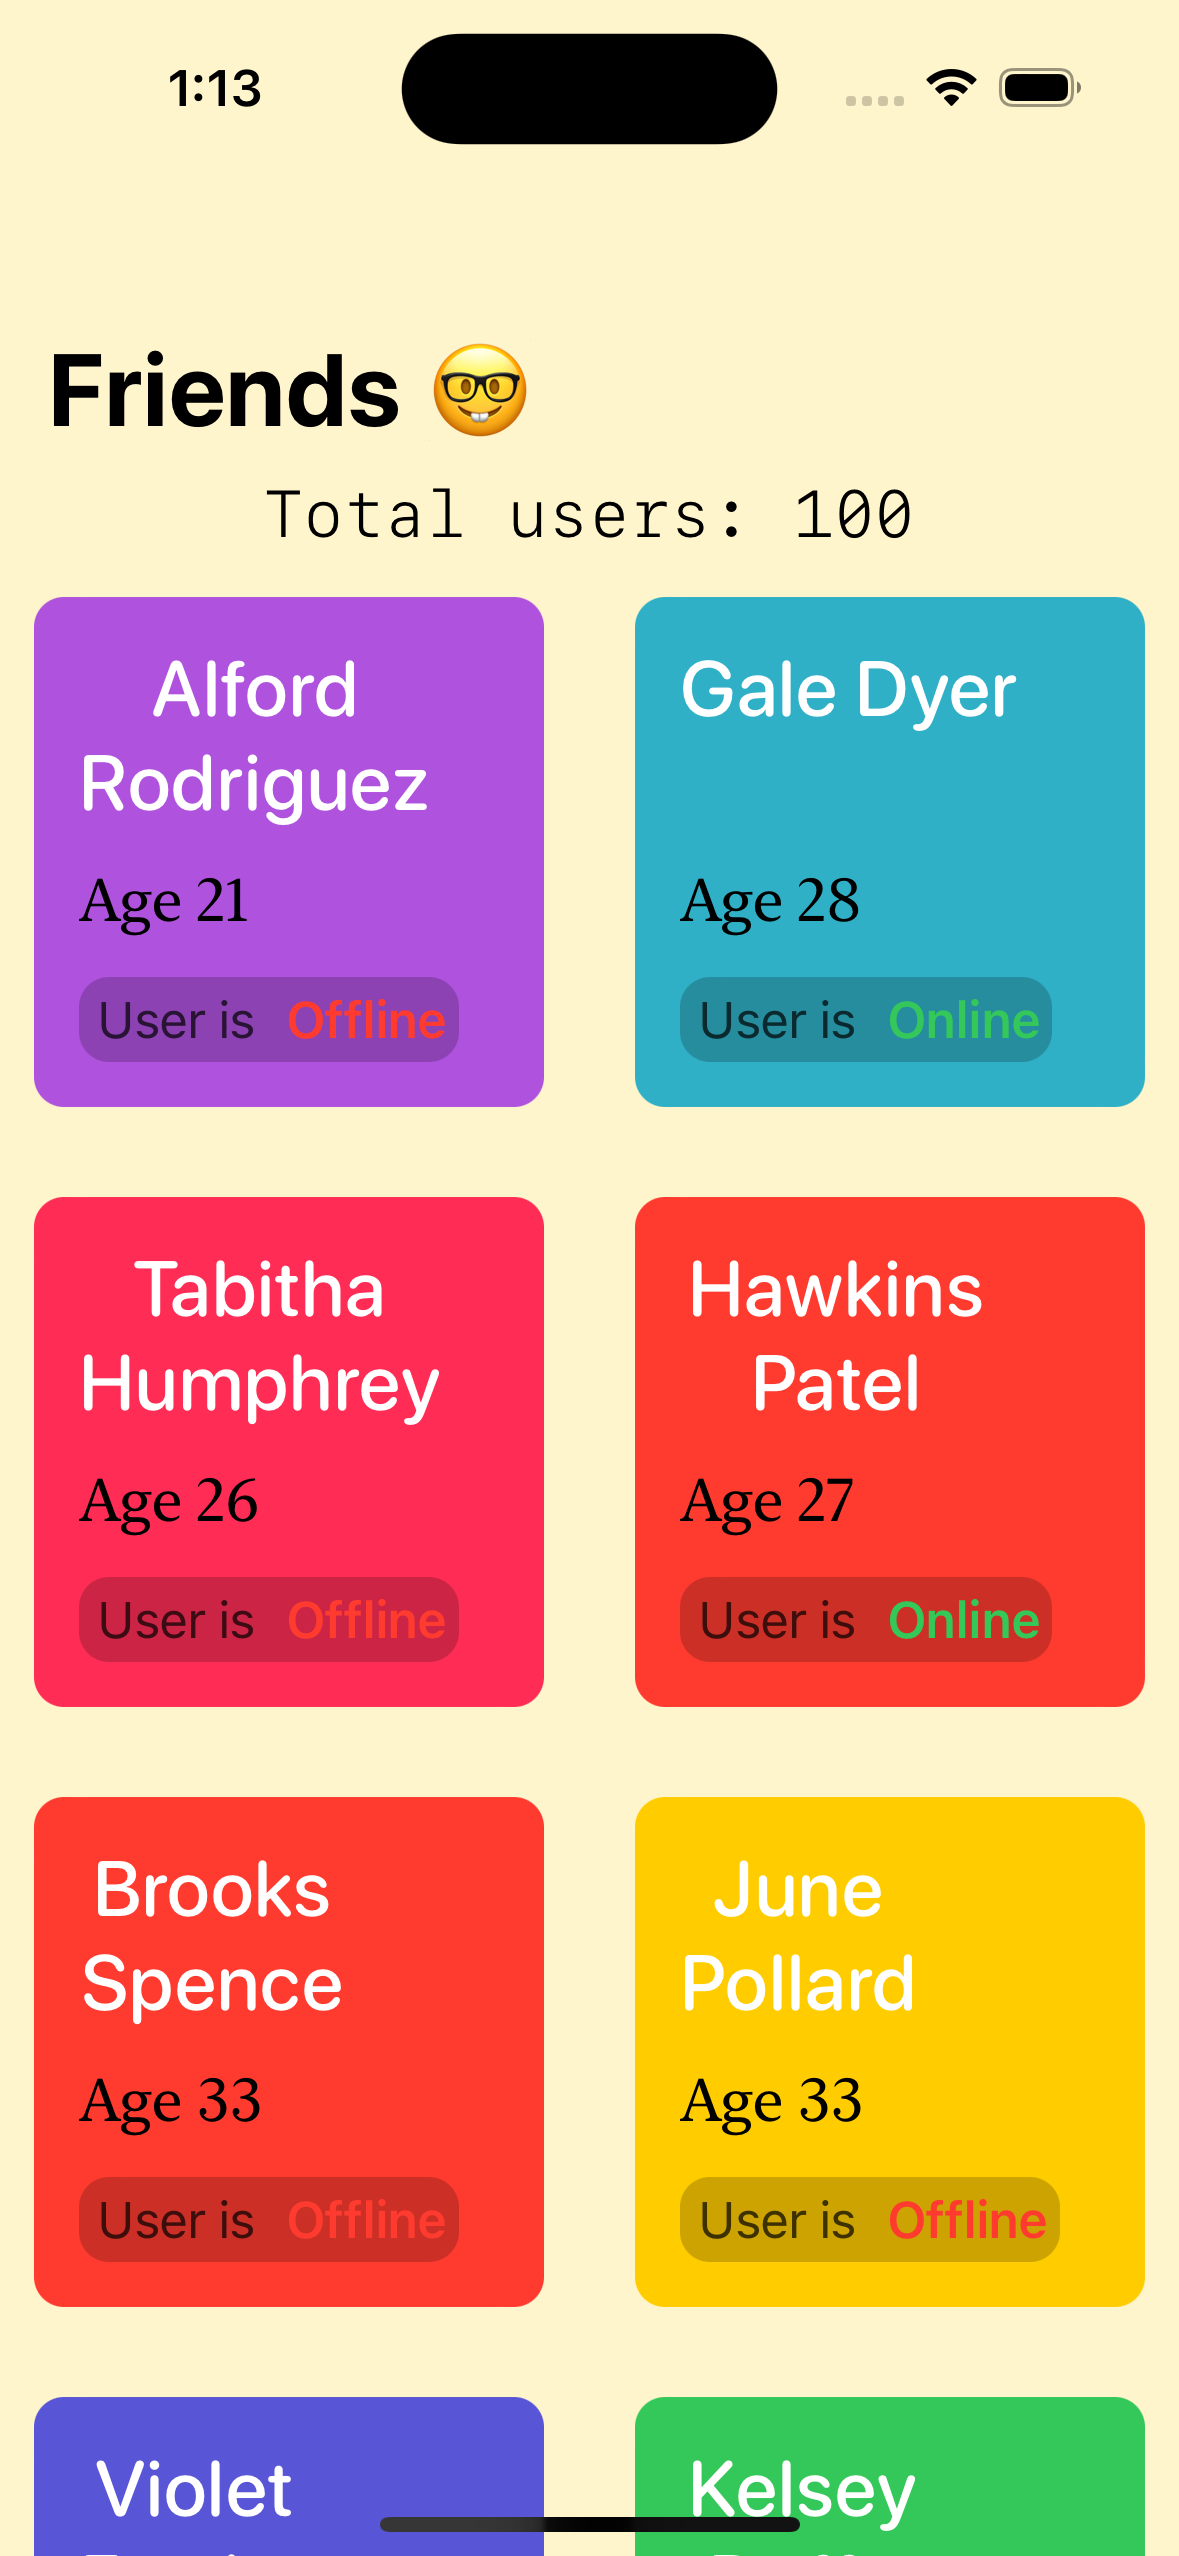 1:13
Friends 🤓
Total users: 100
Alford
Rodriguez
Age 21
User is Offline
Gale Dyer
Age 28
User is Online
Tabitha
Humphrey
Age 26
User is Offline
Hawkins
Patel
Age 27
User is Online
Brooks
Spence
Age 33
User is Offline
June
Pollard
Age 33
User is Offline
Violet
Kelsey